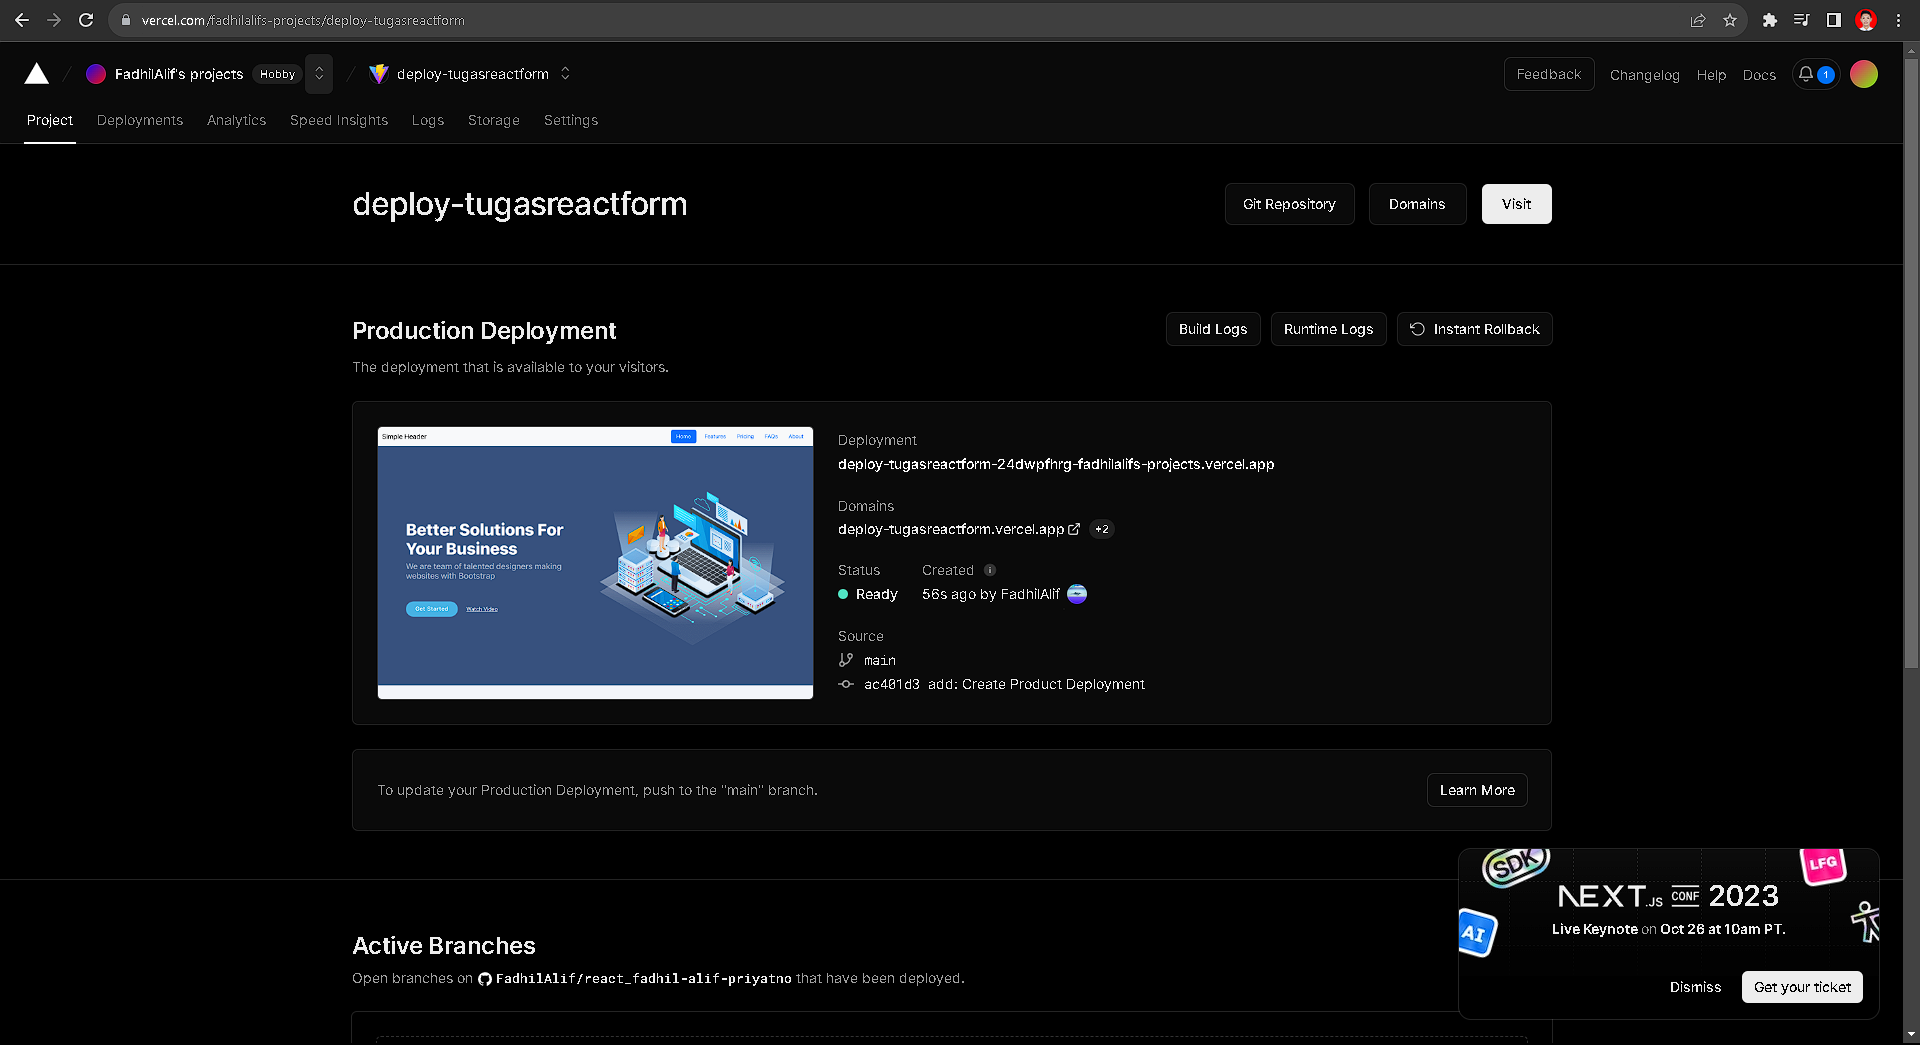 vercel.com/fadhilalifs-projects/deploy-tugasreactform
FadhilAlif's projects Hobby deploy-tugasreactform
Feedback Changelog Help Docs 1
Project Deployments Analytics Speed Insights Logs Storage Settings
deploy-tugasreactform
Git Repository Domains Visit
Production Deployment
Build Logs Runtime Logs Instant Rollback
The deployment that is available to your visitors.
Simple Header Home Features Pricing FAQs About
Better Solutions For
Your Business
We are team of talented designers making
websites with Bootstrap
Get Started Watch Video
Deployment
deploy-tugasreactform-24dwpfhrg-fadhilalifs-projects.vercel.app
Domains
deploy-tugasreactform.vercel.app +2
Status Created
Ready 56s ago by FadhilAlif
Source
main
ac401d3 add: Create Product Deployment
To update your Production Deployment, push to the "main" branch.
Learn More
Active Branches
Open branches on FadhilAlif/react_fadhil-alif-priyatno that have been deployed.
SDK
LFG
AI
NEXT.JS CONF 2023
Live Keynote on Oct 26 at 10am PT.
Dismiss Get your ticket